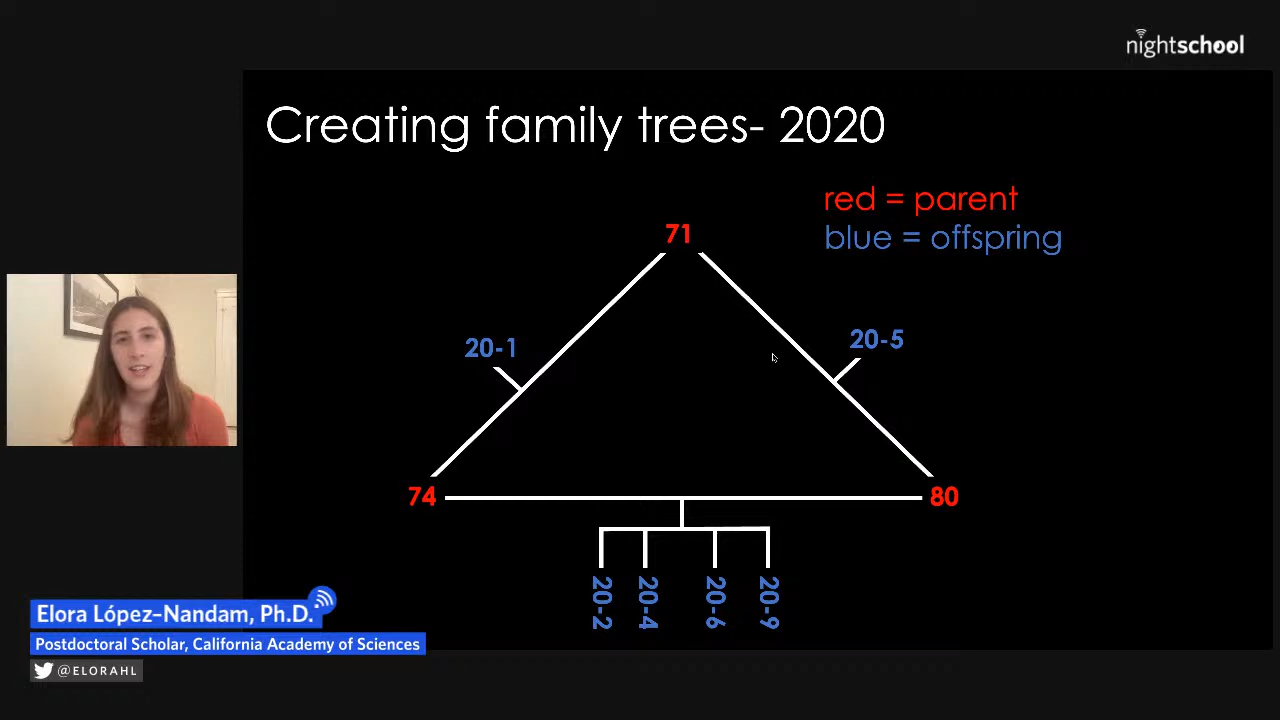 nightschool
Creating family trees- 2020
red = parent
blue = offspring
71
20-1
20-5
74
80
20-2
20-4
20-6
20-9
Elora López-Nandam, Ph.D.
Postdoctoral Scholar, California Academy of Sciences
@ELORAHL